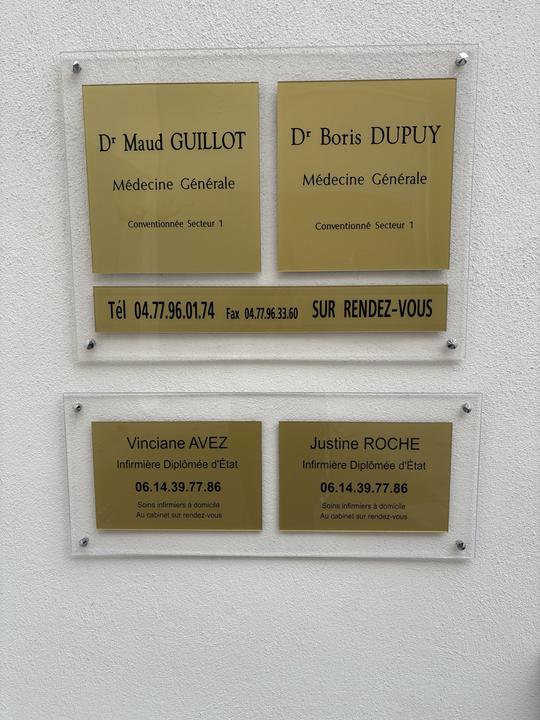 Dr Maud GUILLOT
Médecine Générale
Conventionnée Secteur 1
Dr Boris DUPUY
Médecine Générale
Conventionné Secteur 1
Tél 04.77.96.01.74 Fax 04.77.96.33.60 SUR RENDEZ-VOUS
Vinciane AVEZ
Infirmière Diplômée d'État
06.14.39.77.86
Soins infirmiers à domicile
Au cabinet sur rendez-vous
Justine ROCHE
Infirmière Diplômée d'État
06.14.39.77.86
Soins infirmiers à domicile
Au cabinet sur rendez-vous